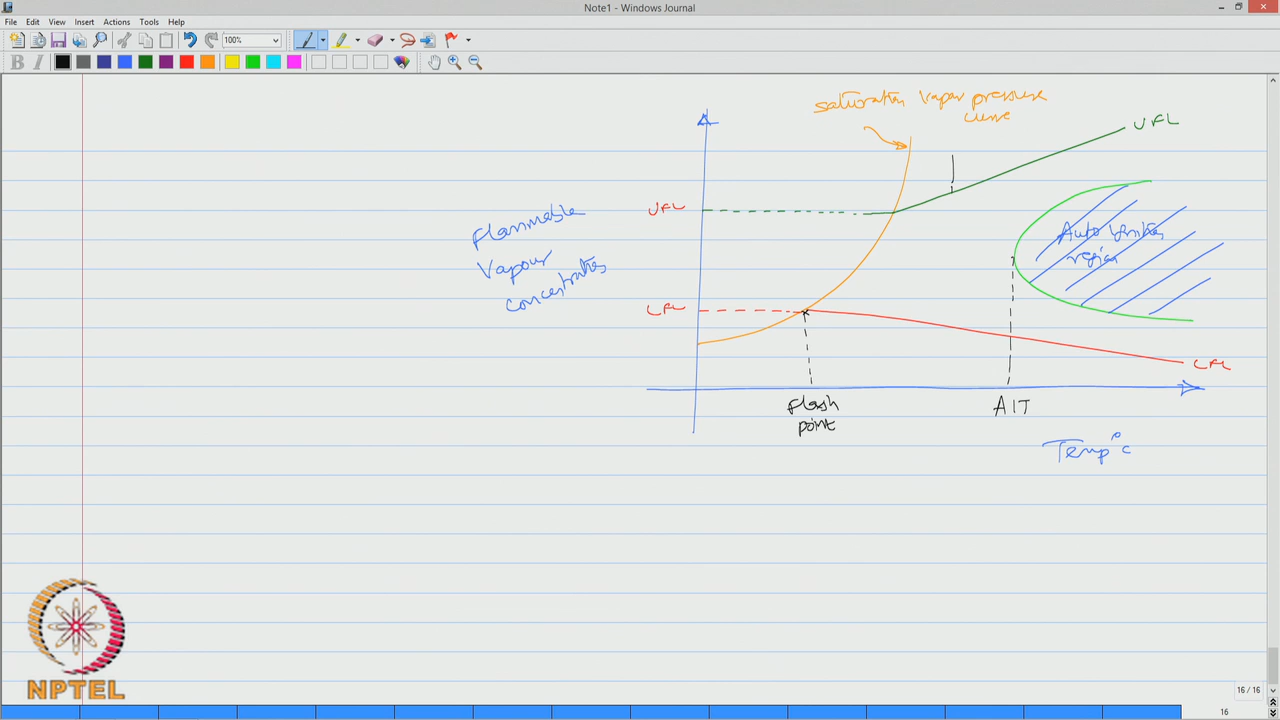 Note1 - Windows Journal
File Edit View Insert Actions Tools Help
100%
saturation vapor pressure
curve
UFL
UFL
Flammable
Vapour
concentrations
Auto Ignition
region
LFL
LFL
Flash
point
AIT
Temp °c
NPTEL
16 / 16
16